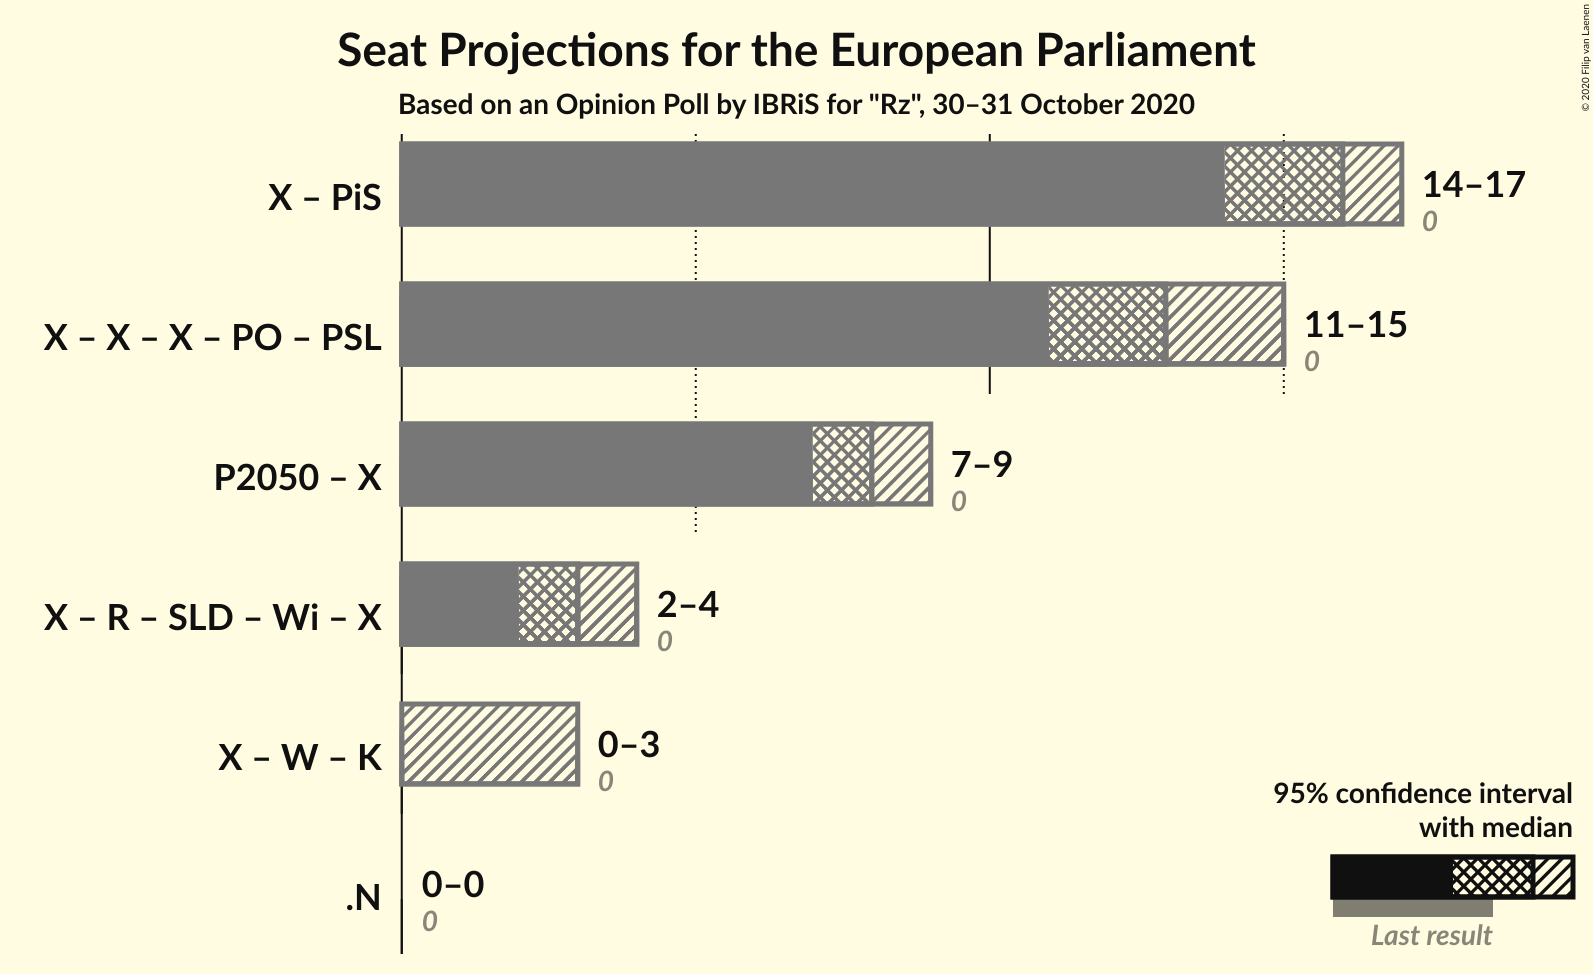 Seat Projections for the European Parliament
Based on an Opinion Poll by IBRiS for "Rz", 30–31 October 2020
© 2020 Filip van Laenen
X – PiS
14–17
0
X – X – X – PO – PSL
11–15
0
P2050 – X
7–9
0
X – R – SLD – Wi – X
2–4
0
X – W – K
0–3
0
.N
0–0
0
95% confidence interval
with median
Last result